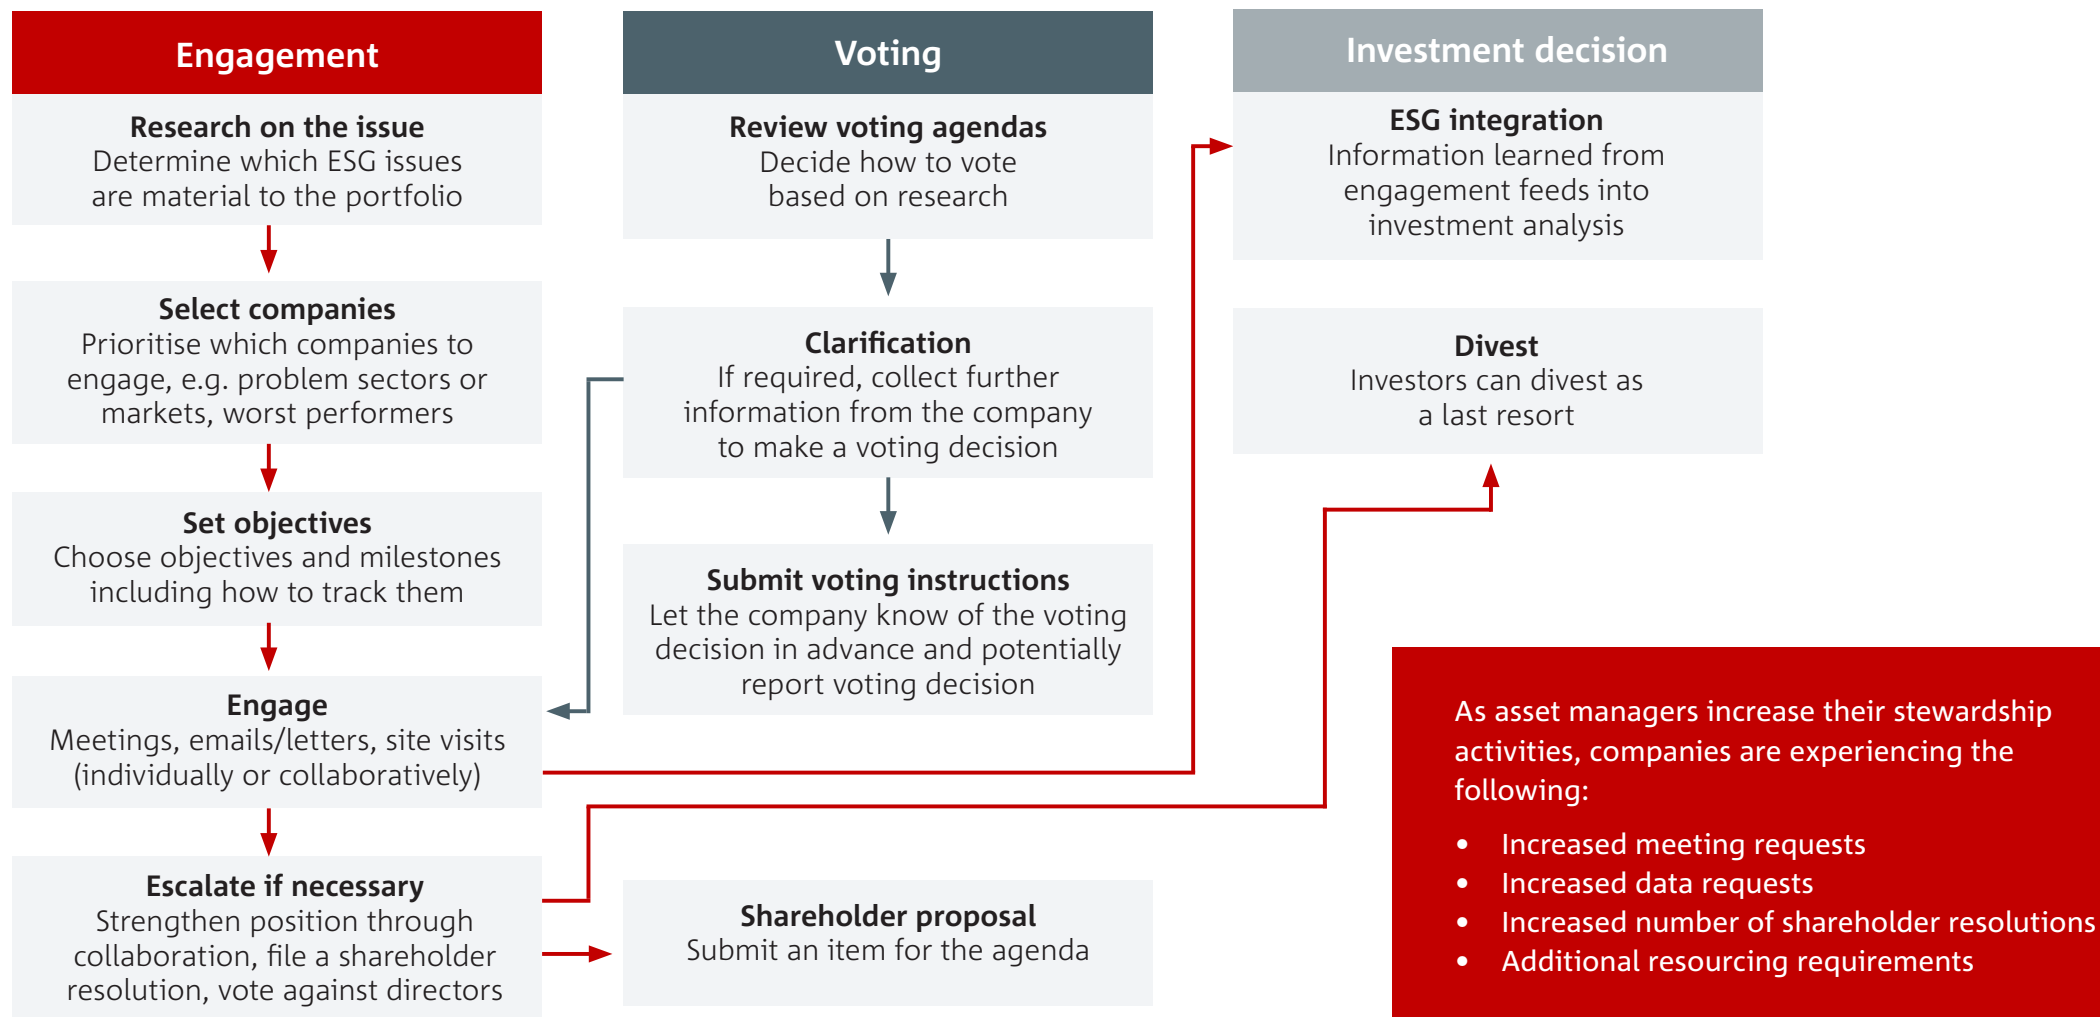 Engagement
Research on the issue
Determine which ESG issues
are material to the portfolio
Select companies
Prioritise which companies to
engage, e.g. problem sectors or
markets, worst performers
Set objectives
Choose objectives and milestones
including how to track them
Engage
Meetings, emails/letters, site visits
(individually or collaboratively)
Escalate if necessary
Strengthen position through
collaboration, file a shareholder
resolution, vote against directors
Voting
Review voting agendas
Decide how to vote
based on research
Clarification
If required, collect further
information from the company
to make a voting decision
Submit voting instructions
Let the company know of the voting
decision in advance and potentially
report voting decision
Shareholder proposal
Submit an item for the agenda
Investment decision
ESG integration
Information learned from
engagement feeds into
investment analysis
Divest
Investors can divest as
a last resort
As asset managers increase their stewardship
activities, companies are experiencing the
following:
• Increased meeting requests
• Increased data requests
• Increased number of shareholder resolutions
• Additional resourcing requirements